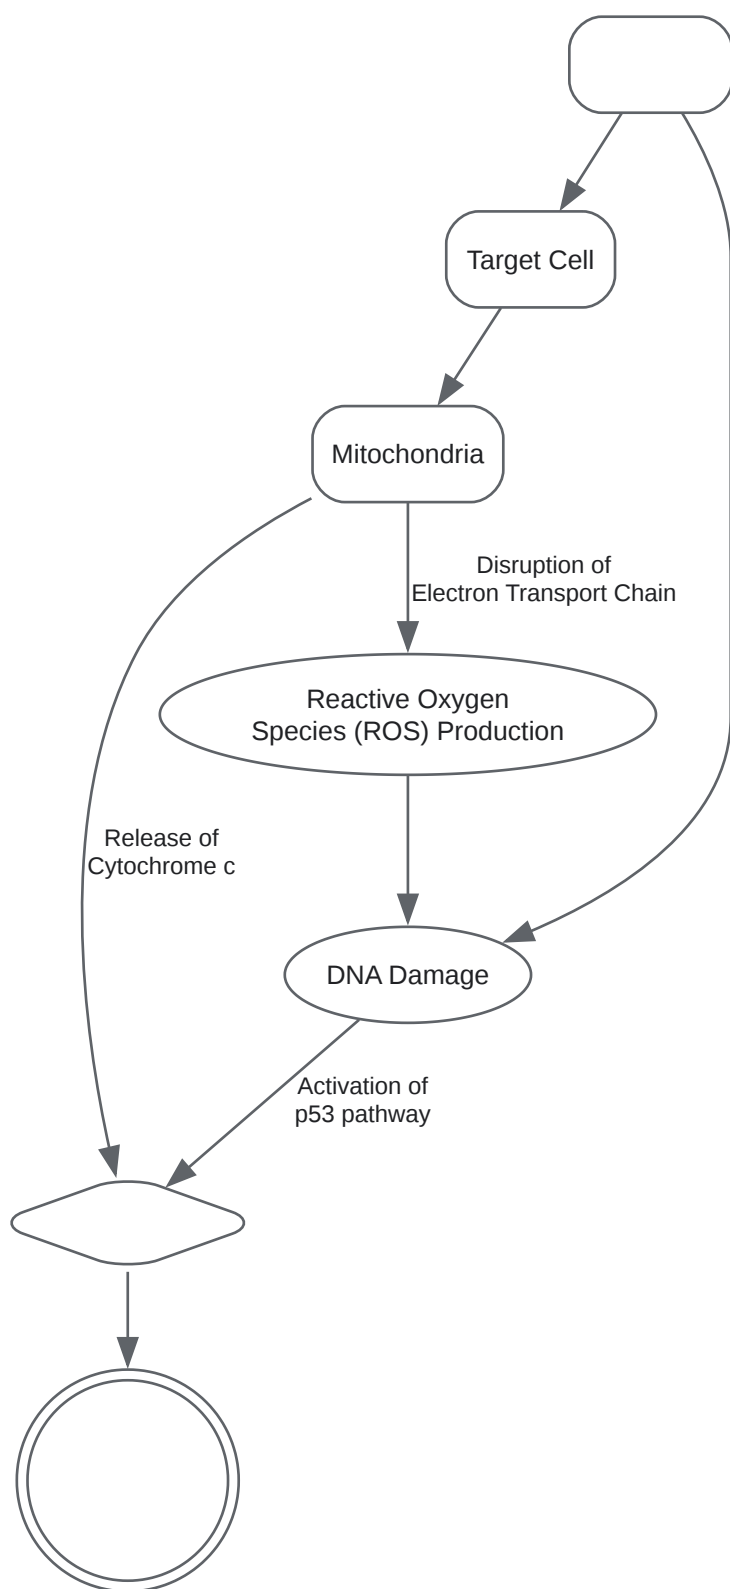 Target Cell
Mitochondria
Disruption of
Electron Transport Chain
Reactive Oxygen
Species (ROS) Production
Release of
Cytochrome c
DNA Damage
Activation of
p53 pathway